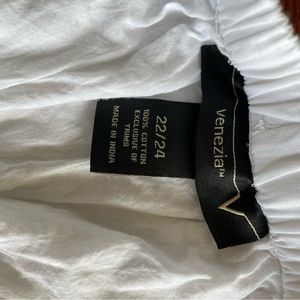 venezia™
V
22/24
100% COTTON
EXCLUSIVE OF
TRIMS
MADE IN INDIA